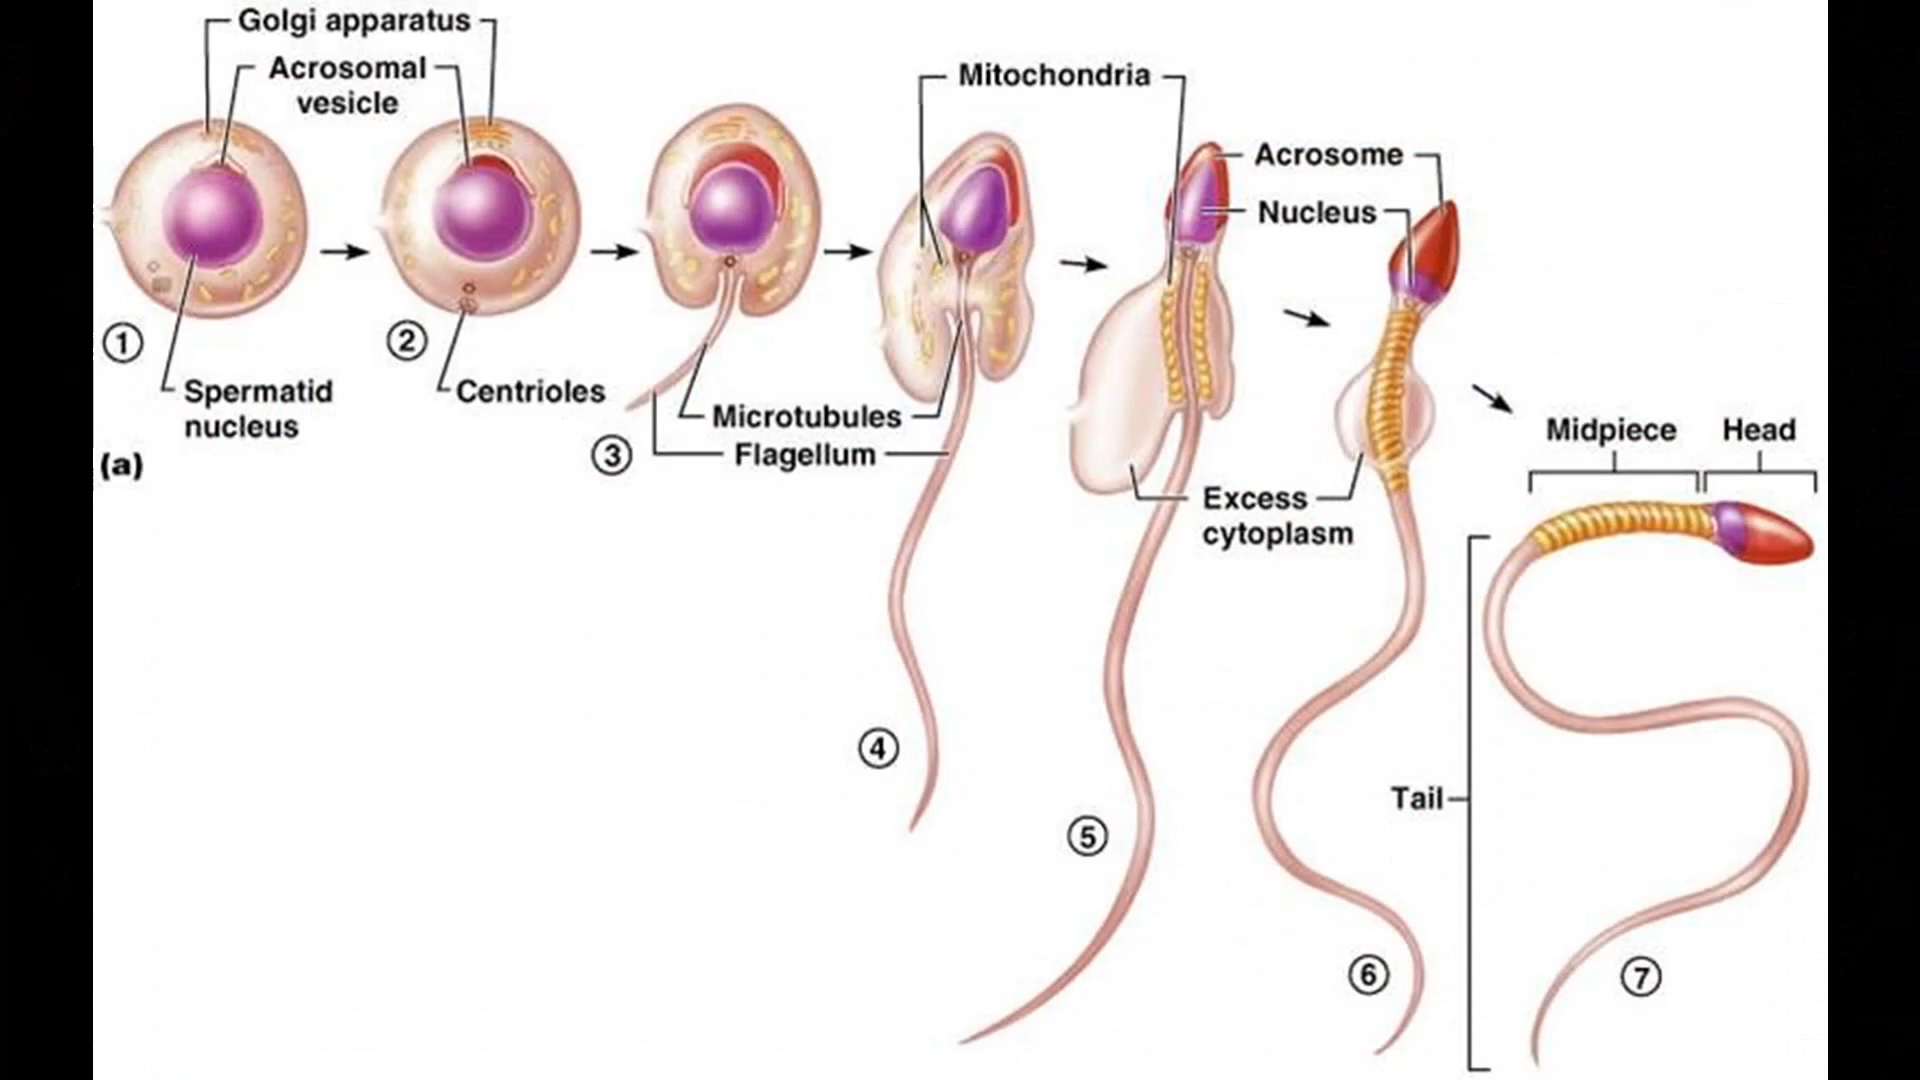 Golgi apparatus
Acrosomal
vesicle
Mitochondria
Acrosome
Nucleus
1
Spermatid
nucleus
2
Centrioles
3
Microtubules
Flagellum
(a)
Excess
cytoplasm
Midpiece
Head
4
5
6
Tail
7